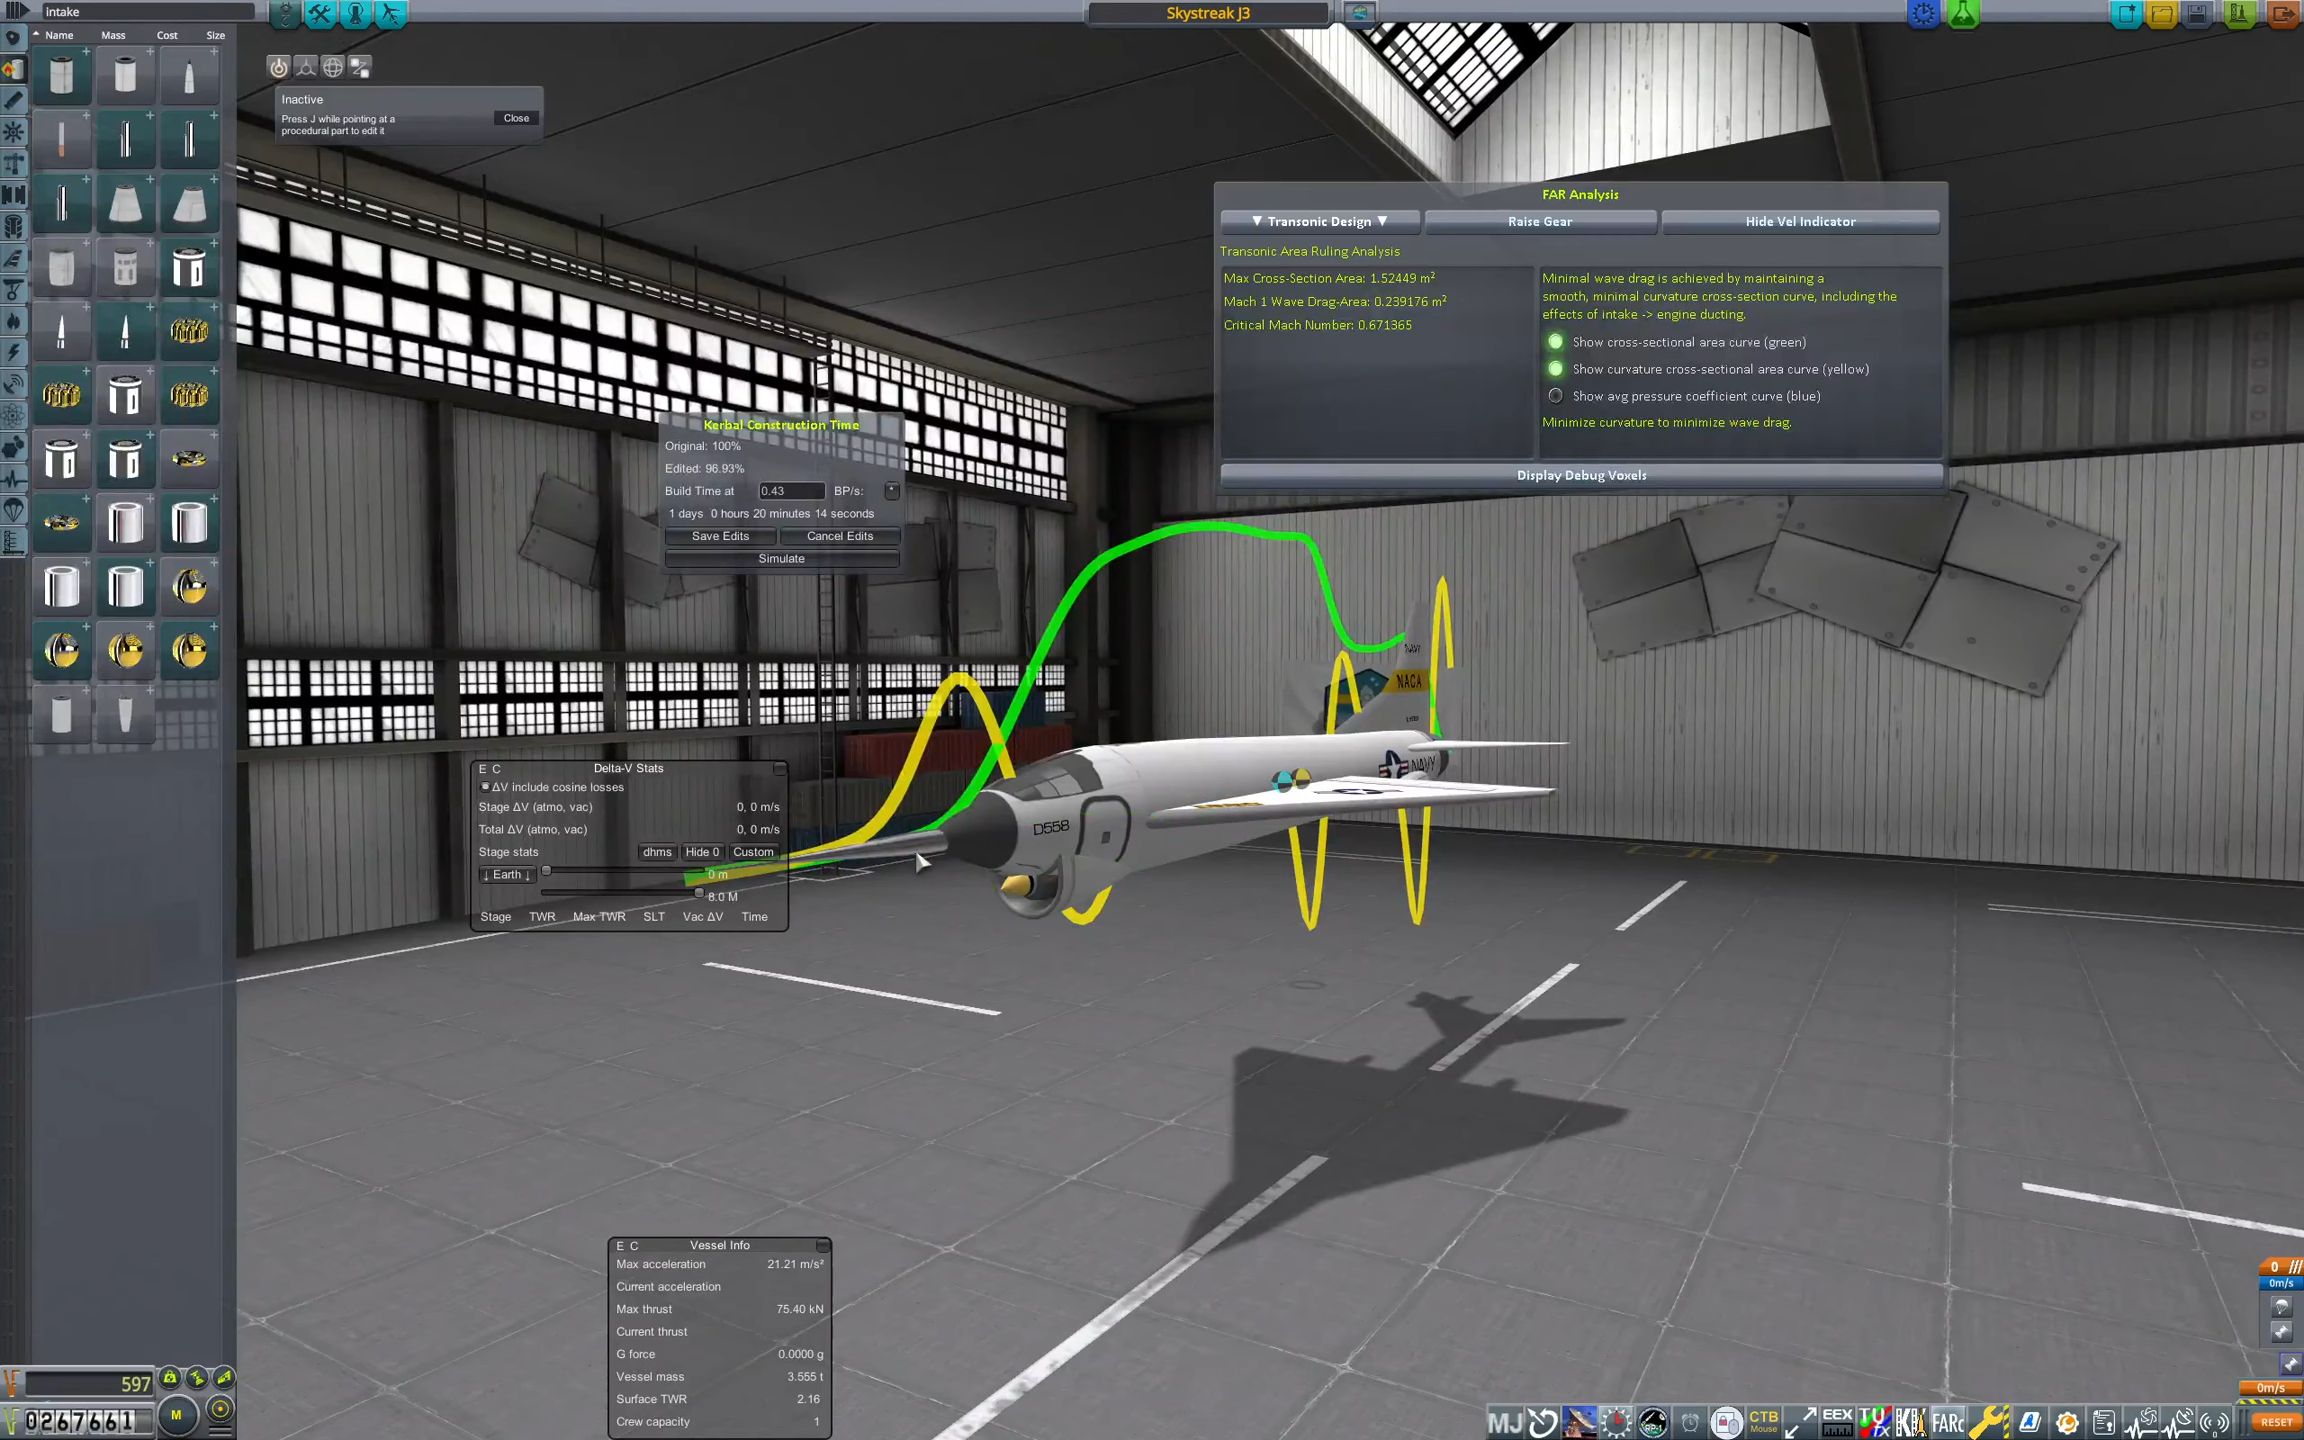 intake
Skystreak J3
Name Mass Cost Size
Inactive
Press J while pointing at a
procedural part to edit it
Close
FAR Analysis
▼ Transonic Design ▼
Raise Gear
Hide Vel Indicator
Transonic Area Ruling Analysis
Max Cross-Section Area: 1.52449 m²
Mach 1 Wave Drag-Area: 0.239176 m²
Critical Mach Number: 0.671365
Minimal wave drag is achieved by maintaining a
smooth, minimal curvature cross-section curve, including the
effects of intake -> engine ducting.
Show cross-sectional area curve (green)
Show curvature cross-sectional area curve (yellow)
Show avg pressure coefficient curve (blue)
Minimize curvature to minimize wave drag.
Display Debug Voxels
Kerbal Construction Time
Original: 100%
Edited: 96.93%
Build Time at 0.43 BP/s: *
1 days 0 hours 20 minutes 14 seconds
Save Edits Cancel Edits
Simulate
NAVY
NACA
NAVY
D558
E C Delta-V Stats
ΔV include cosine losses
Stage ΔV (atmo, vac) 0, 0 m/s
Total ΔV (atmo, vac) 0, 0 m/s
Stage stats dhms Hide 0 Custom
↓ Earth ↓ 0 m
8.0 M
Stage TWR Max TWR SLT Vac ΔV Time
E C Vessel Info
Max acceleration 21.21 m/s²
Current acceleration
Max thrust 75.40 kN
Current thrust
G force 0.0000 g
Vessel mass 3.555 t
Surface TWR 2.16
Crew capacity 1
597
0267661
M
0
0m/s
0m/s
MJ
CTB
Mouse
EEX
FARc
RESET